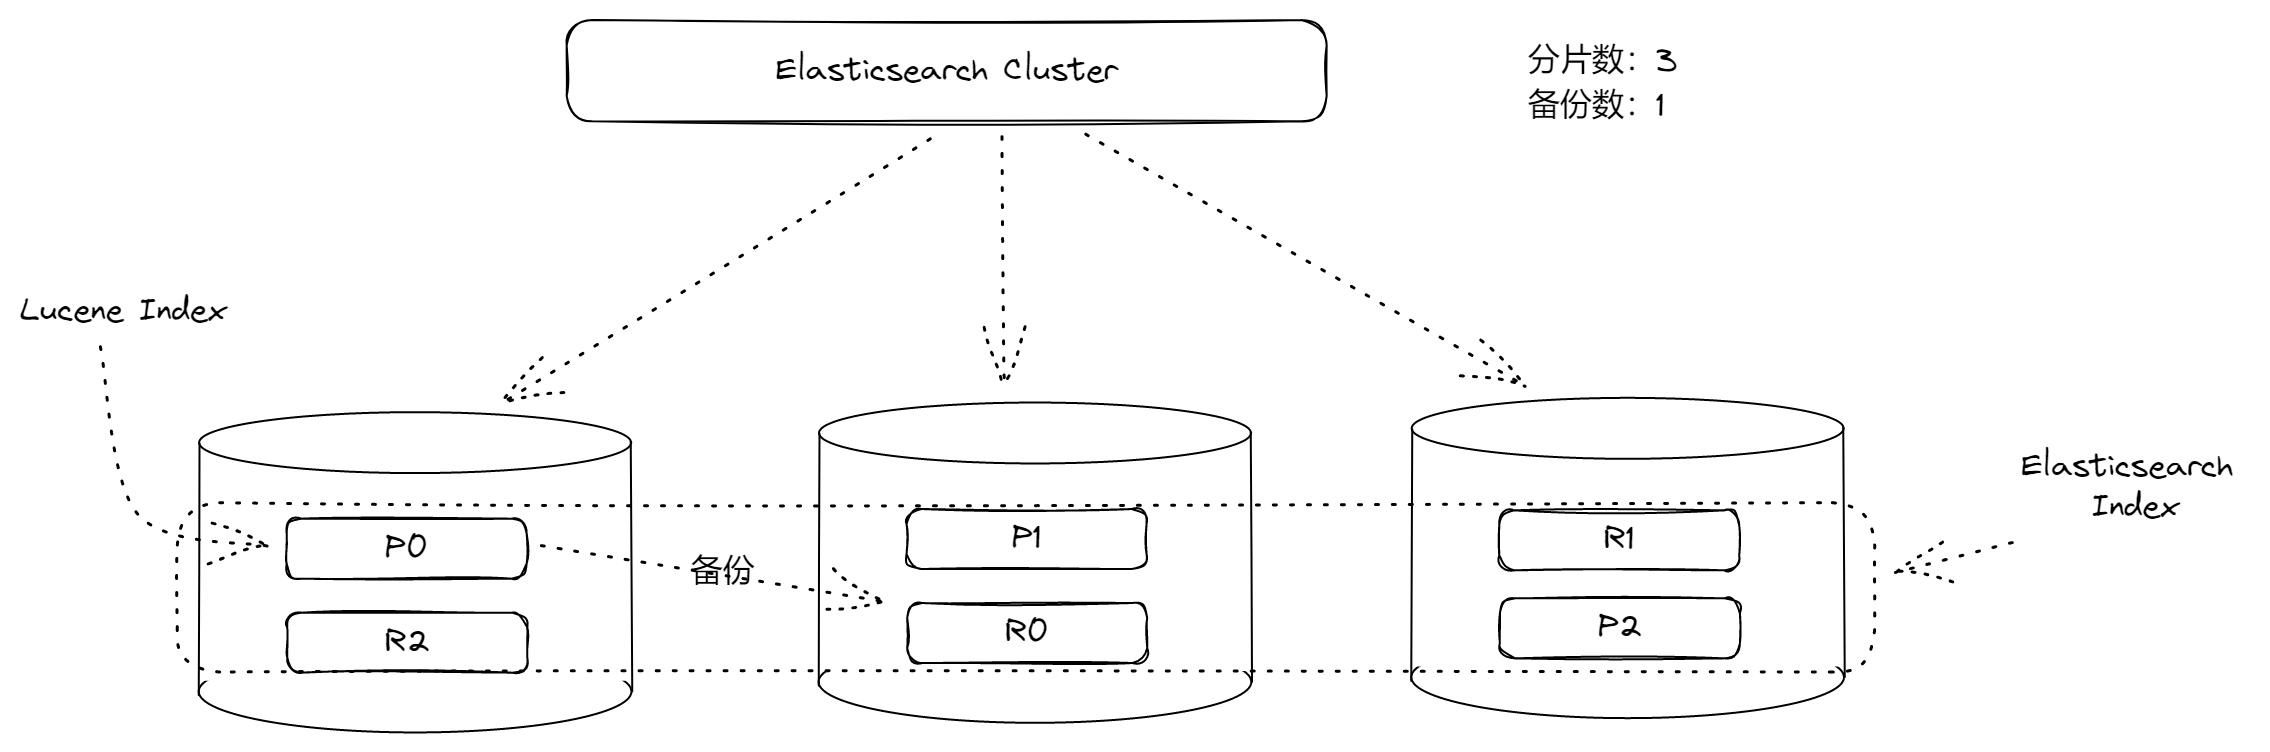 Elasticsearch Cluster
分片数：3
备份数：1
Lucene Index
Elasticsearch
Index
P0
备份
P1
R1
R2
R0
P2